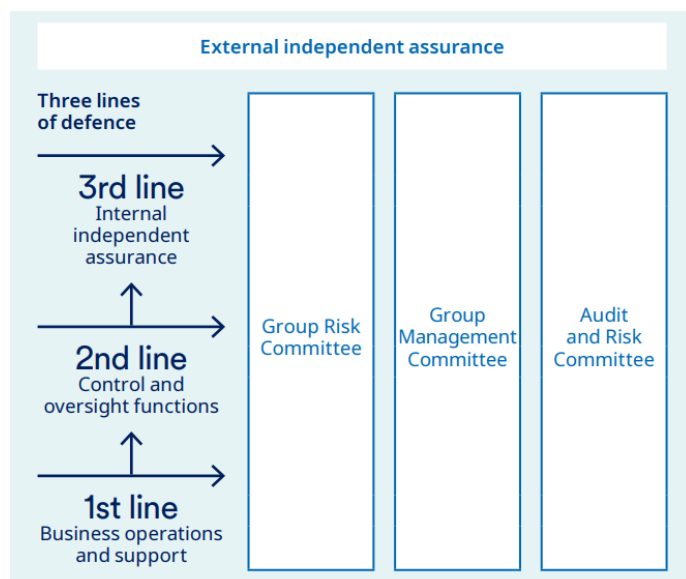 External independent assurance
Three lines
of defence
3rd line
Internal
independent
assurance
2nd line
Control and
oversight functions
1st line
Business operations
and support
Group Risk
Committee
Group
Management
Committee
Audit
and Risk
Committee